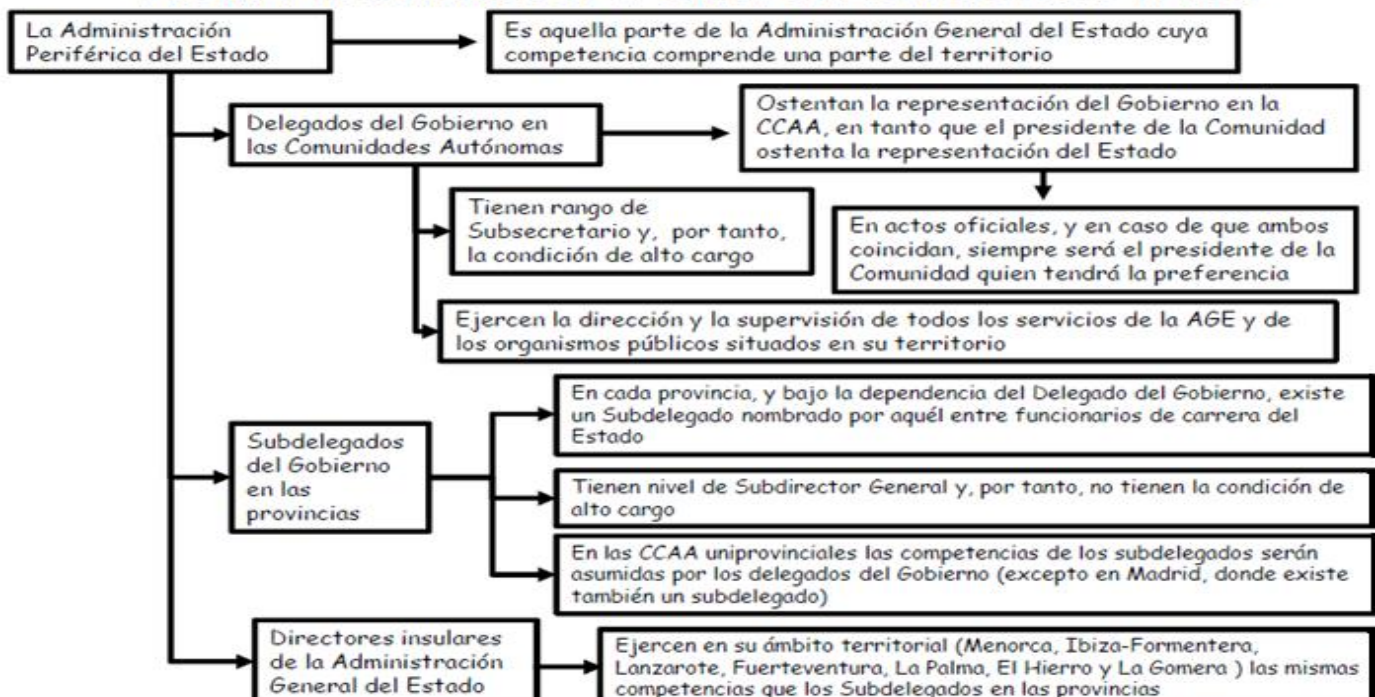 La Administración
Periférica del Estado
Es aquella parte de la Administración General del Estado cuya
competencia comprende una parte del territorio
Delegados del Gobierno en
las Comunidades Autónomas
Ostentan la representación del Gobierno en la
CCAA, en tanto que el presidente de la Comunidad
ostenta la representación del Estado
Tienen rango de
Subsecretario y, por tanto,
la condición de alto cargo
En actos oficiales, y en caso de que ambos
coincidan, siempre será el presidente de la
Comunidad quien tendrá la preferencia
Ejercen la dirección y la supervisión de todos los servicios de la AGE y de
los organismos públicos situados en su territorio
Subdelegados
del Gobierno
en las
provincias
En cada provincia, y bajo la dependencia del Delegado del Gobierno, existe
un Subdelegado nombrado por aquél entre funcionarios de carrera del
Estado
Tienen nivel de Subdirector General y, por tanto, no tienen la condición de
alto cargo
En las CCAA uniprovinciales las competencias de los subdelegados serán
asumidas por los delegados del Gobierno (excepto en Madrid, donde existe
también un subdelegado)
Directores insulares
de la Administración
General del Estado
Ejercen en su ámbito territorial (Menorca, Ibiza-Formentera,
Lanzarote, Fuerteventura, La Palma, El Hierro y La Gomera ) las mismas
competencias que los Subdelegados en las provincias